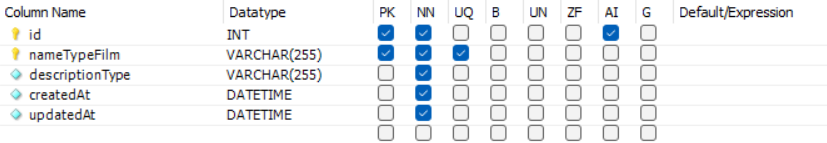 Column Name Datatype PK NN UQ B UN ZF AI G Default/Expression
id INT
nameTypeFilm VARCHAR(255)
descriptionType VARCHAR(255)
createdAt DATETIME
updatedAt DATETIME